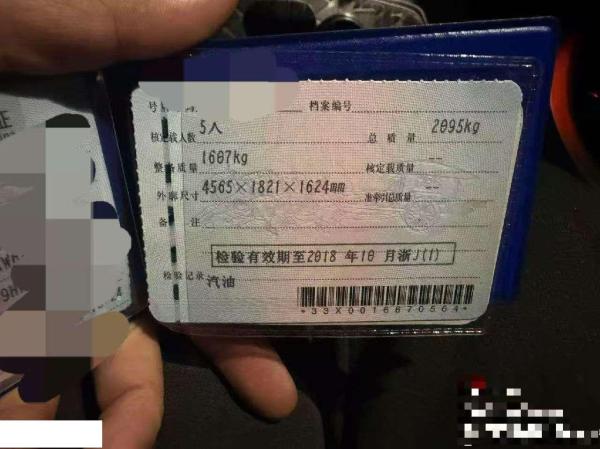 号
档案编号
核定载人数 5人 总质量 2095kg
整备质量 1607kg 核定载质量 --
外廓尺寸 4565×1821×1624mm 准牵引总质量 --
备注
检验有效期至2018年10月浙J(1)
检验记录 汽油
*33X0016670564*